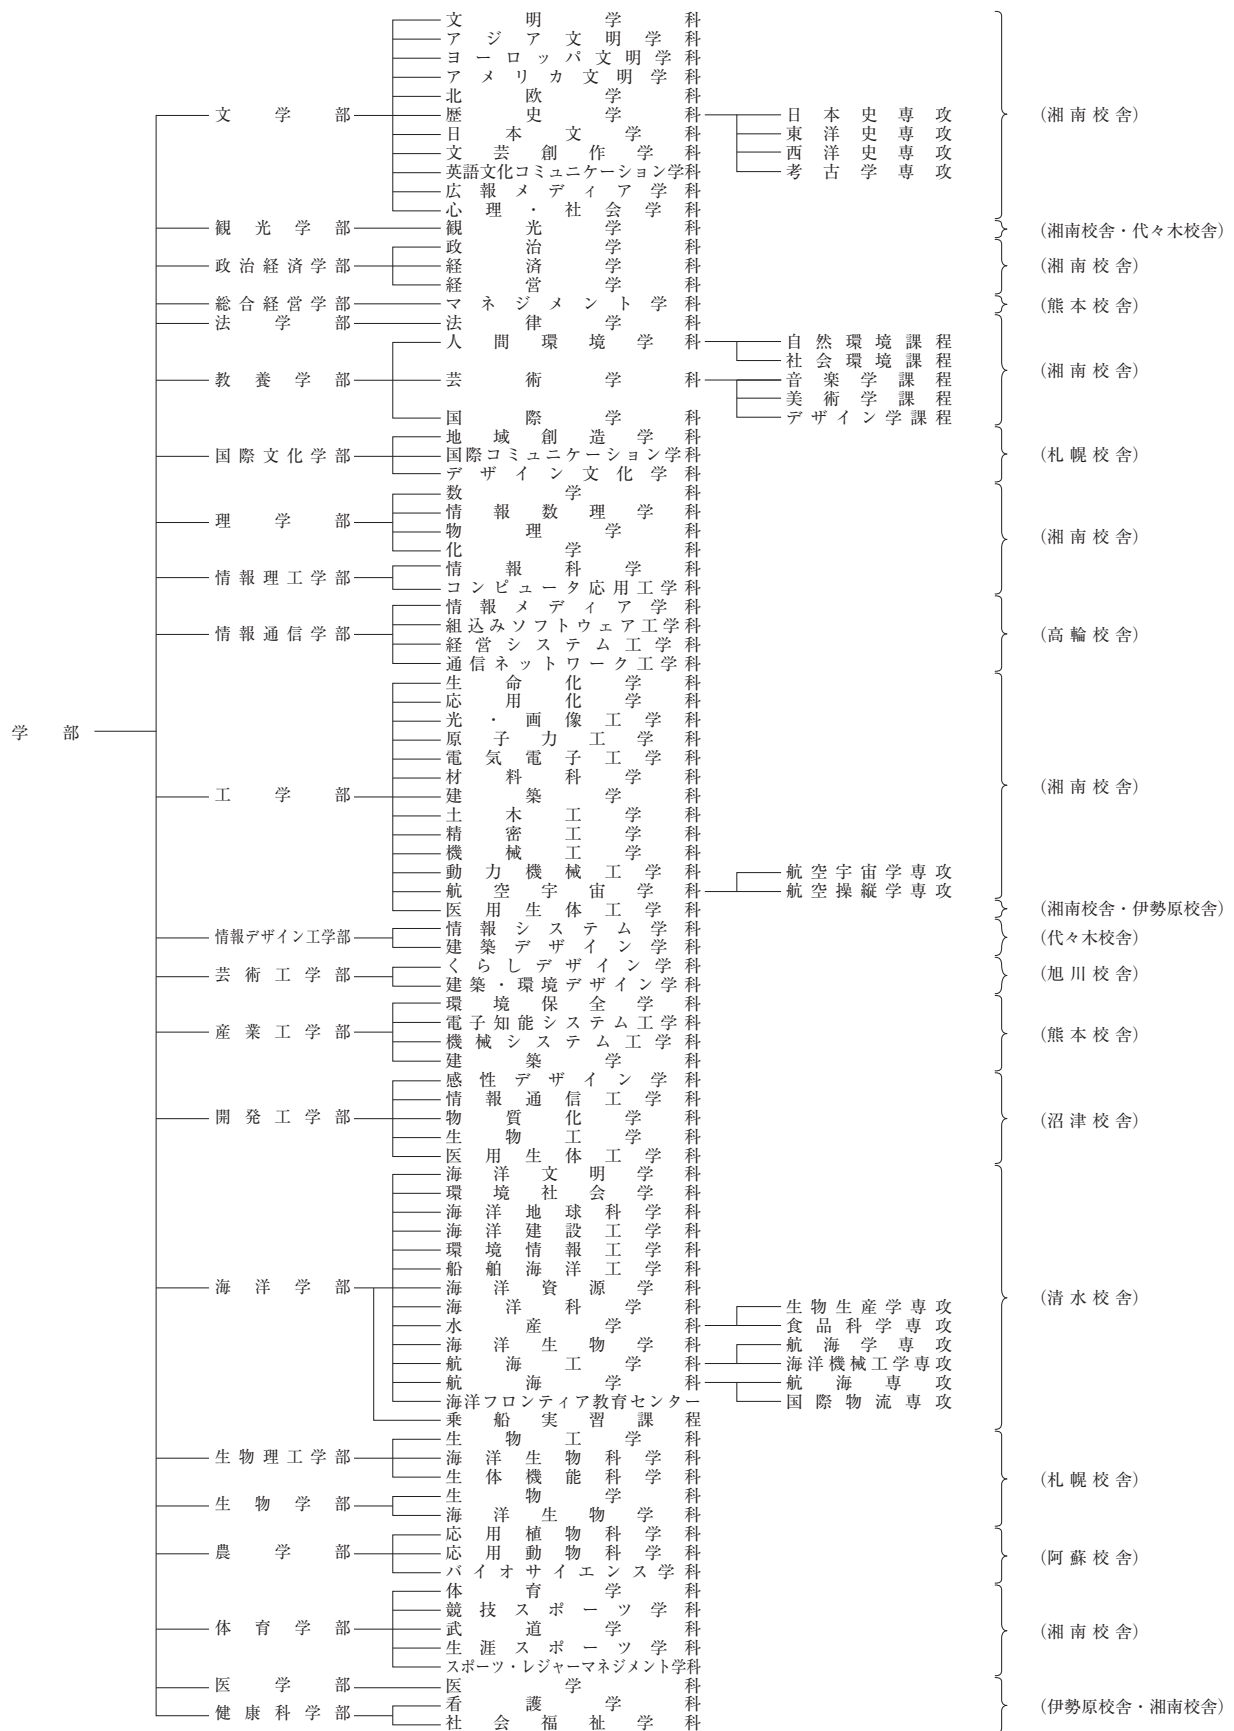 文明学科
アジア文明学科
ヨーロッパ文明学科
アメリカ文明学科
北欧学科
文学部 歴史学科 日本史専攻 (湘南校舎)
日本文学科 東洋史専攻
文芸創作学科 西洋史専攻
英語文化コミュニケーション学科 考古学専攻
広報メディア学科
心理・社会学科
観光学部 観光学科 (湘南校舎・代々木校舎)
政治学科
政治経済学部 経済学科 (湘南校舎)
経営学科
総合経営学部 マネジメント学科 (熊本校舎)
法学部 法律学科
人間環境学科 自然環境課程
社会環境課程
教養学部 芸術学科 音楽学課程 (湘南校舎)
美術学課程
国際学科 デザイン学課程
地域創造学科
国際文化学部 国際コミュニケーション学科 (札幌校舎)
デザイン文化学科
数学科
情報数理学科
理学部 物理学科 (湘南校舎)
化学科
情報理工学部 情報科学科
コンピュータ応用工学科
情報メディア学科
情報通信学部 組込みソフトウェア工学科 (高輪校舎)
経営システム工学科
通信ネットワーク工学科
生命化学科
応用化学科
光・画像工学科
学部 原子力工学科
電気電子工学科
材料科学科
工学部 建築学科 (湘南校舎)
土木工学科
精密工学科
機械工学科
動力機械工学科 航空宇宙学専攻
航空宇宙学科 航空操縦学専攻
医用生体工学科 (湘南校舎・伊勢原校舎)
情報デザイン工学部 情報システム学科 (代々木校舎)
建築デザイン学科
芸術工学部 くらしデザイン学科 (旭川校舎)
建築・環境デザイン学科
環境保全学科
産業工学部 電子知能システム工学科 (熊本校舎)
機械システム工学科
建築学科
感性デザイン学科
情報通信工学科
開発工学部 物質化学科 (沼津校舎)
生物工学科
医用生体工学科
海洋文明学科
環境社会学科
海洋地球科学科
海洋建設工学科
環境情報工学科
船舶海洋工学科
海洋学部 海洋資源学科 (清水校舎)
海洋科学科 生物生産学専攻
水産学科 食品科学専攻
海洋生物学科 航海学専攻
航海工学科 海洋機械工学専攻
航海学科 航海専攻
海洋フロンティア教育センター 国際物流専攻
乗船実習課程
生物工学科
生物理工学部 海洋生物科学科 (札幌校舎)
生体機能科学科
生物学部 生物学科
海洋生物学科
応用植物科学科
農学部 応用動物科学科 (阿蘇校舎)
バイオサイエンス学科
体育学科
競技スポーツ学科
体育学部 武道学科 (湘南校舎)
生涯スポーツ学科
スポーツ・レジャーマネジメント学科
医学部 医学科
健康科学部 看護学科 (伊勢原校舎・湘南校舎)
社会福祉学科